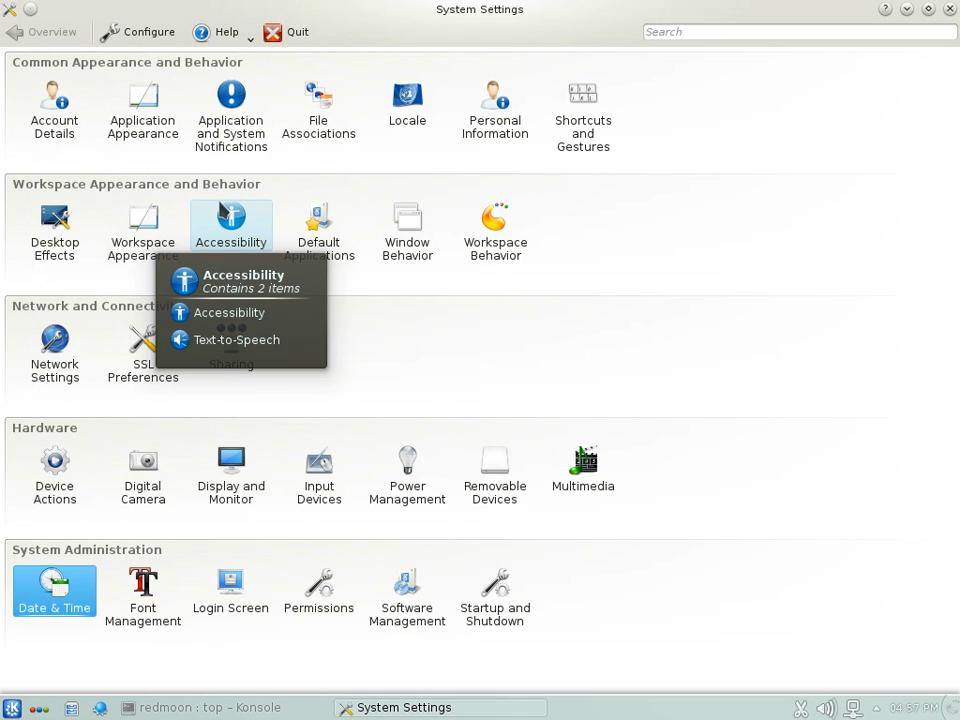 System Settings
Overview
Configure
Help
Quit
Search
Common Appearance and Behavior
Account Details
Application Appearance
Application and System Notifications
File Associations
Locale
Personal Information
Shortcuts and Gestures
Workspace Appearance and Behavior
Desktop Effects
Workspace Appearance
Accessibility
Default Applications
Window Behavior
Workspace Behavior
Accessibility
Contains 2 items
Accessibility
Text-to-Speech
Network and Connectivity
Network Settings
SSL Preferences
Sharing
Hardware
Device Actions
Digital Camera
Display and Monitor
Input Devices
Power Management
Removable Devices
Multimedia
System Administration
Date & Time
Font Management
Login Screen
Permissions
Software Management
Startup and Shutdown
redmoon : top – Konsole
System Settings
04:57 PM